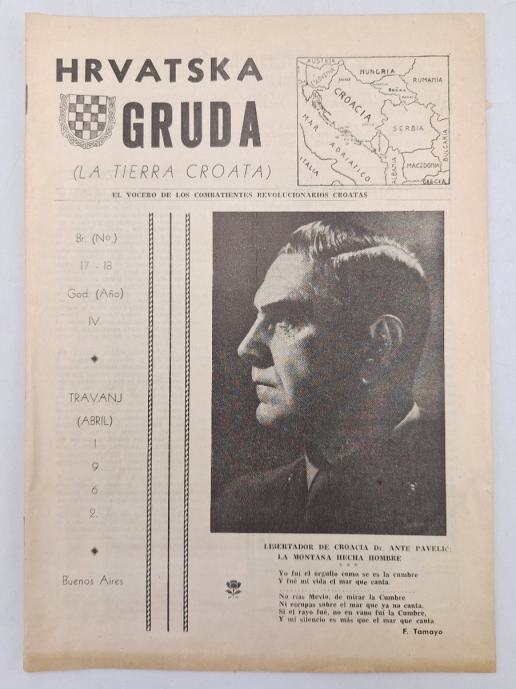 HRVATSKA
GRUDA
(LA TIERRA CROATA)
AUSTRIA
HUNGRIA
RUMANIA
SLOVENIA
CROACIA
SERBIA
BULGARIA
MAR ADRIATICO
ITALIA
ALBANIA
MACEDONIA
GRECIA
EL VOCERO DE LOS COMBATIENTES REVOLUCIONARIOS CROATAS
Br. (No)
17 - 18
God. (Año)
IV.
TRAVANJ
(ABRIL)
1
9
6
2.
Buenos Aires
LIBERTADOR DE CROACIA Dr. ANTE PAVELIC:
LA MONTAÑA HECHA HOMBRE
* * *
Yo fui el orgullo como se es la cumbre
Y fué mi vida el mar que canta.
No rías Mevio, de mirar la Cumbre
Ni escupas sobre el mar que ya no canta.
Si el rayo fué, no en vano fuí la Cumbre,
Y mi silencio es más que el mar que canta.
F. Tamayo